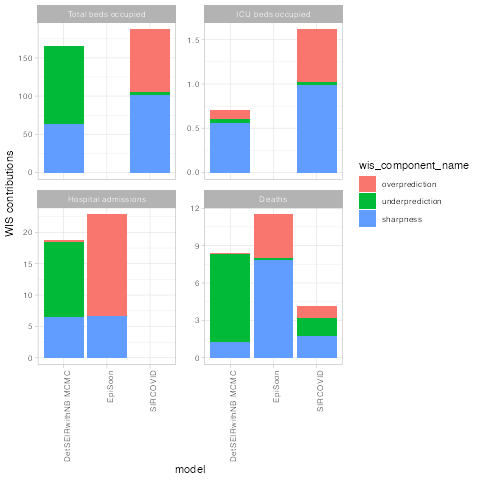 Total beds occupied
ICU beds occupied
150
100
50
0
1.5
1.0
0.5
0.0
WIS contributions
Hospital admissions
Deaths
20
15
10
5
0
12
9
6
3
0
DetSEIRwithNB MCMC
EpiSoon
SIRCOVID
DetSEIRwithNB MCMC
EpiSoon
SIRCOVID
model
wis_component_name
overprediction
underprediction
sharpness